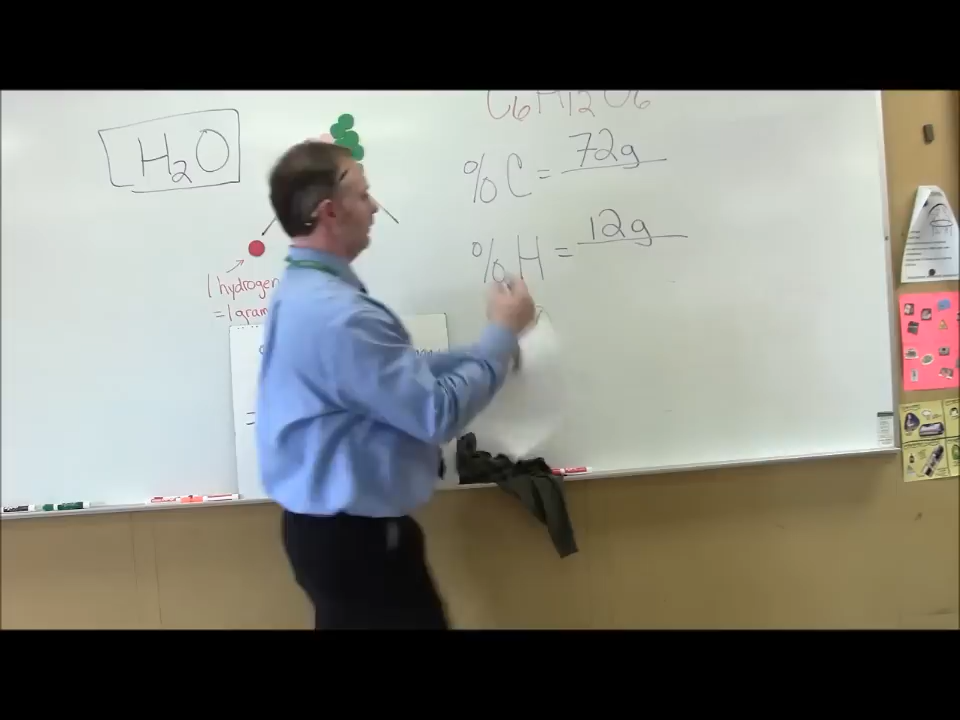 H2O
C6H12O6
% C = 72g
% H = 12g
1 hydrogen
= 1 gram